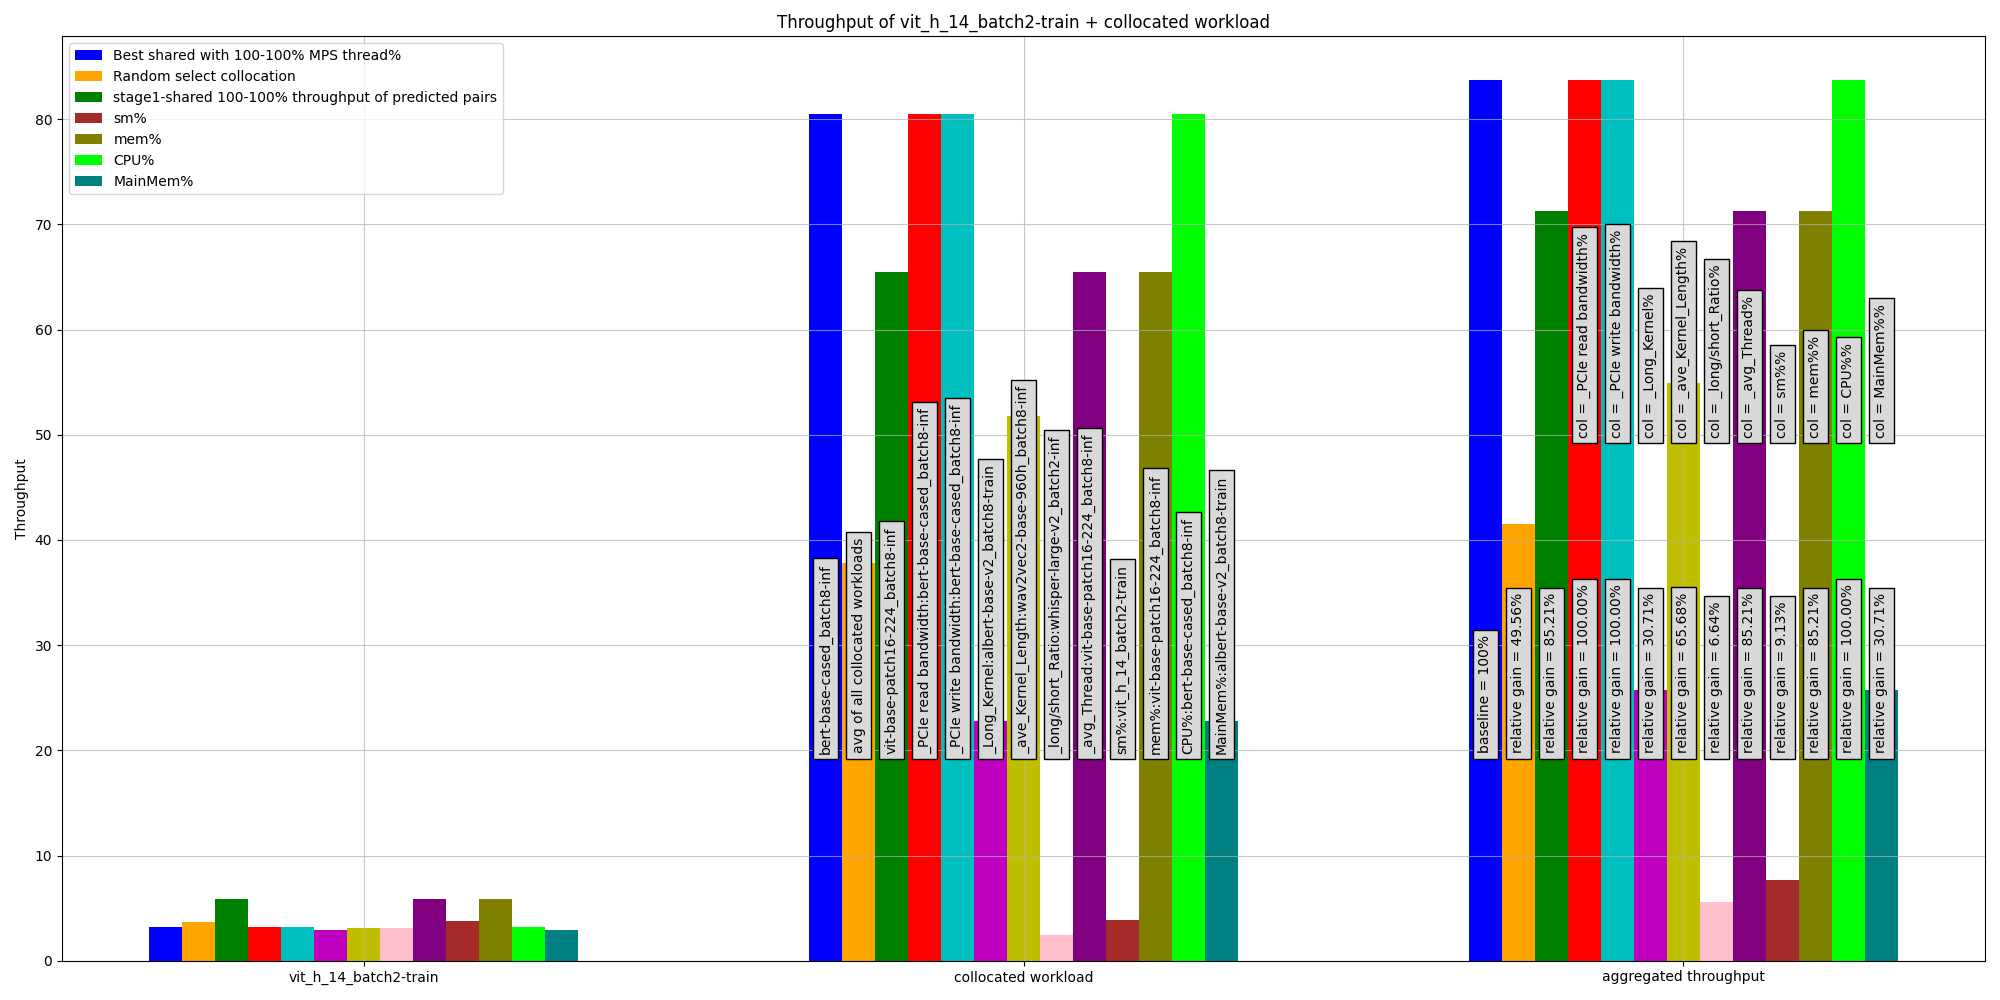 Throughput of vit_h_14_batch2-train + collocated workload
Best shared with 100-100% MPS thread%
Random select collocation
stage1-shared 100-100% throughput of predicted pairs
sm%
mem%
CPU%
MainMem%
Throughput
80
70
60
50
40
30
20
10
0
bert-base-cased_batch8-inf
avg of all collocated workloads
vit-base-patch16-224_batch8-inf
_PCIe read bandwidth:bert-base-cased_batch8-inf
_PCIe write bandwidth:bert-base-cased_batch8-inf
_Long_Kernel:albert-base-v2_batch8-train
_ave_Kernel_Length:wav2vec2-base-960h_batch8-inf
_long/short_Ratio:whisper-large-v2_batch2-inf
_avg_Thread:vit-base-patch16-224_batch8-inf
sm%:vit_h_14_batch2-train
mem%:vit-base-patch16-224_batch8-inf
CPU%:bert-base-cased_batch8-inf
MainMem%:albert-base-v2_batch8-train
col = _PCIe read bandwidth%
col = _PCIe write bandwidth%
col = _Long_Kernel%
col = _ave_Kernel_Length%
col = _long/short_Ratio%
col = _avg_Thread%
col = sm%%
col = mem%%
col = CPU%%
col = MainMem%%
baseline = 100%
relative gain = 49.56%
relative gain = 85.21%
relative gain = 100.00%
relative gain = 100.00%
relative gain = 30.71%
relative gain = 65.68%
relative gain = 6.64%
relative gain = 85.21%
relative gain = 9.13%
relative gain = 85.21%
relative gain = 100.00%
relative gain = 30.71%
vit_h_14_batch2-train
collocated workload
aggregated throughput